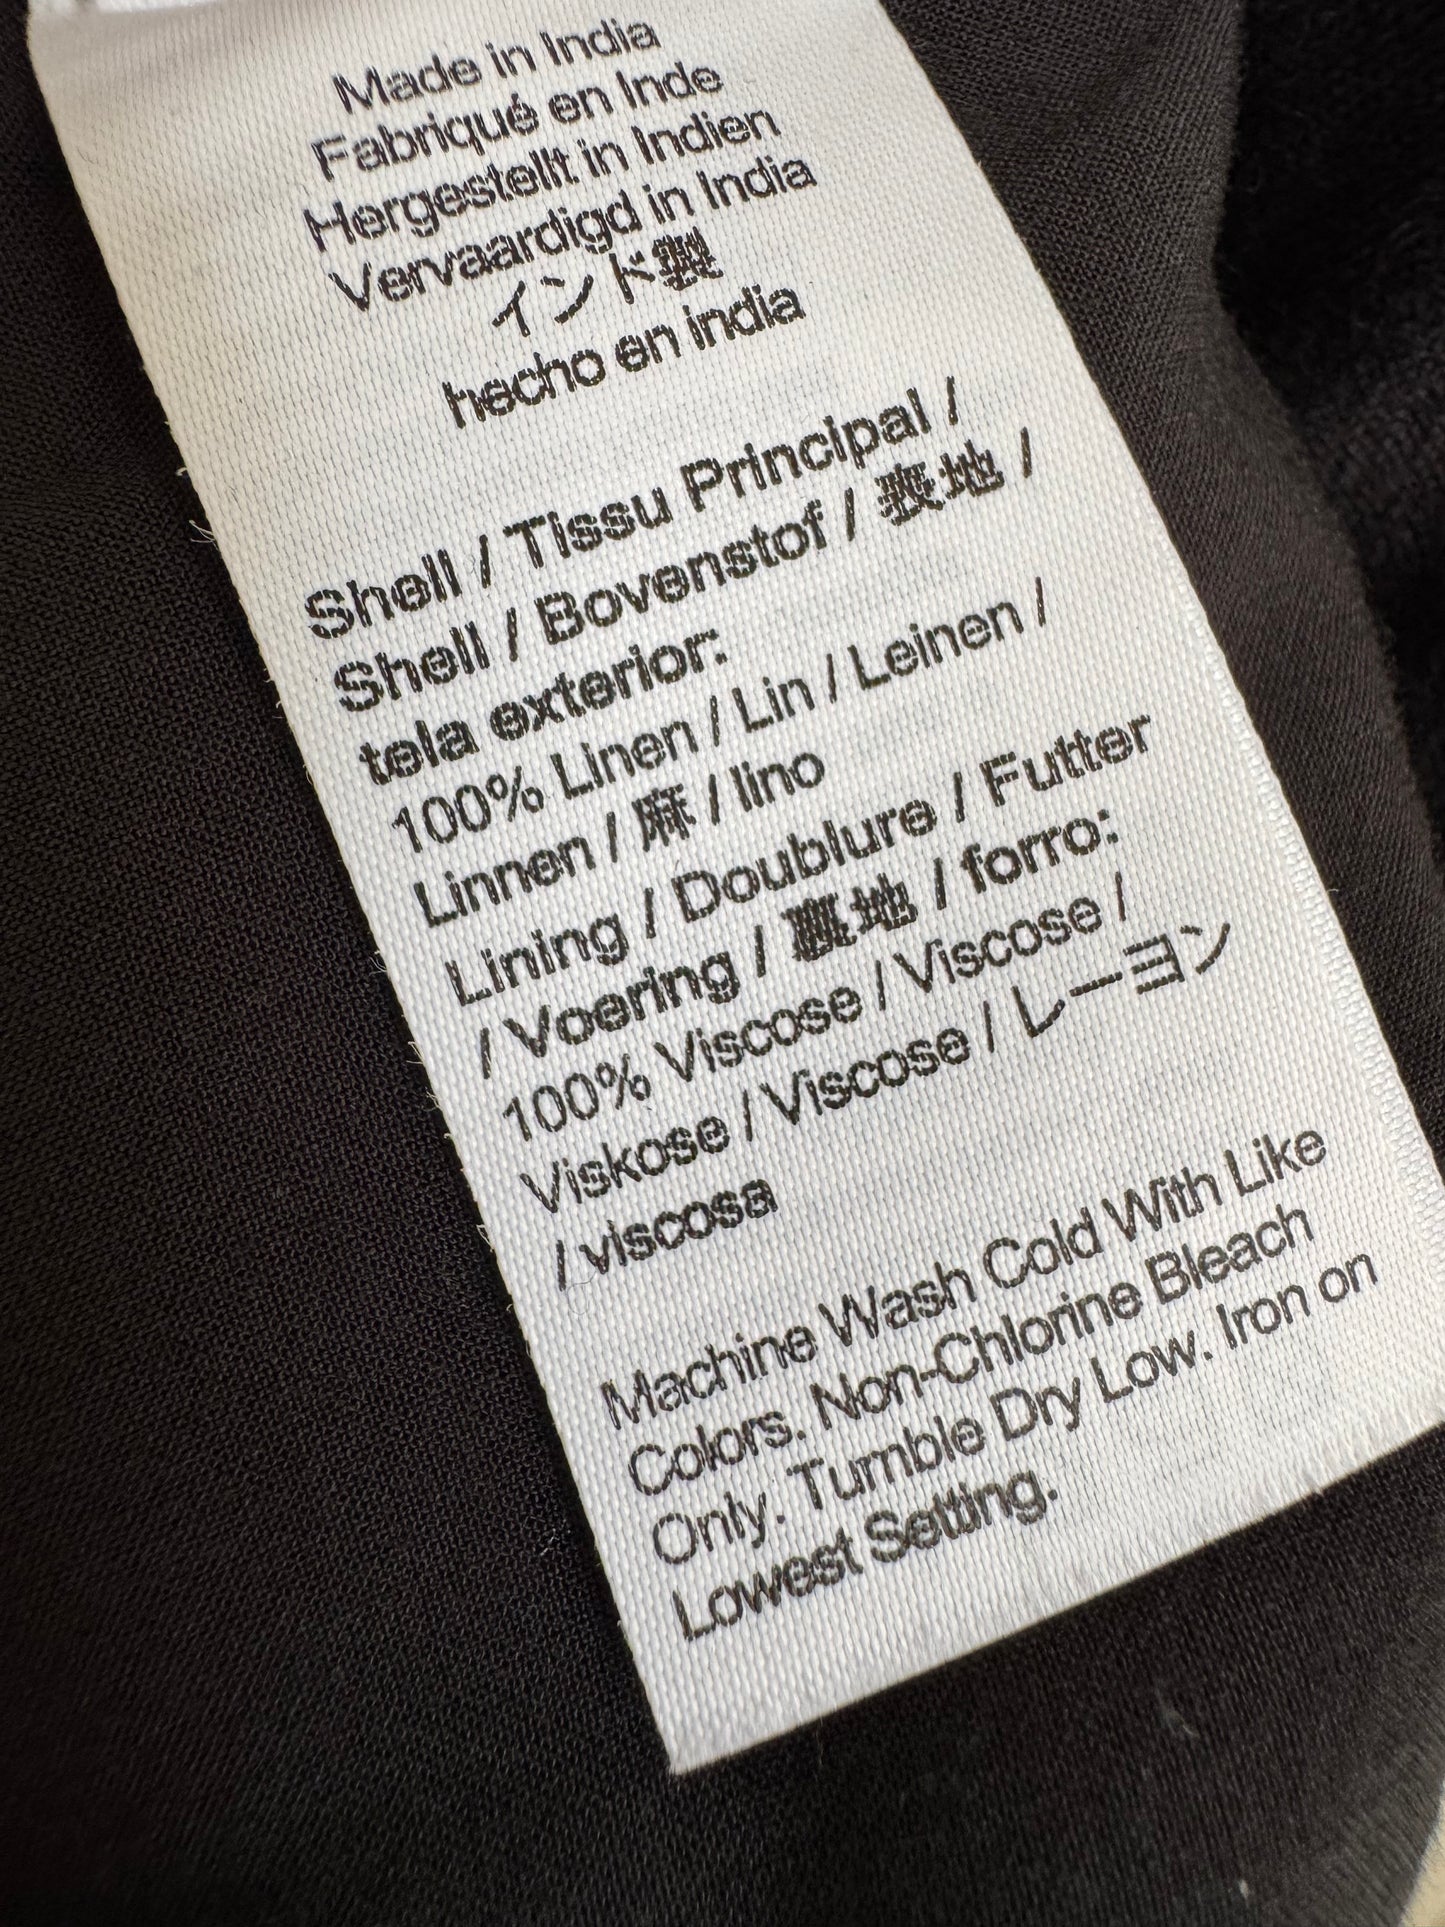 Made in India
Fabriqué en Inde
Hergestellt in Indien
Vervaardigd in India
インド製
hecho en india
Shell / Tissu Principal /
Shell / Bovenstof / 表地 /
tela exterior:
100% Linen / Lin / Leinen /
Linnen / 麻 / lino
Lining / Doublure / Futter
/ Voering / 裏地 / forro:
100% Viscose / Viscose /
Viskose / Viscose / レーヨン
/ viscosa
Machine Wash Cold With Like
Colors. Non-Chlorine Bleach
Only. Tumble Dry Low. Iron on
Lowest Setting.